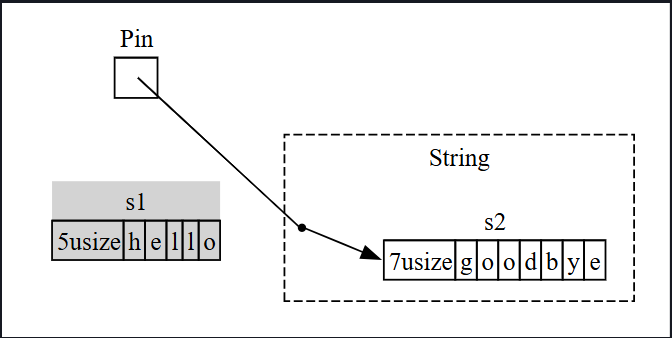 Pin
String
s1
5usize h e l l o
s2
7usize g o o d b y e